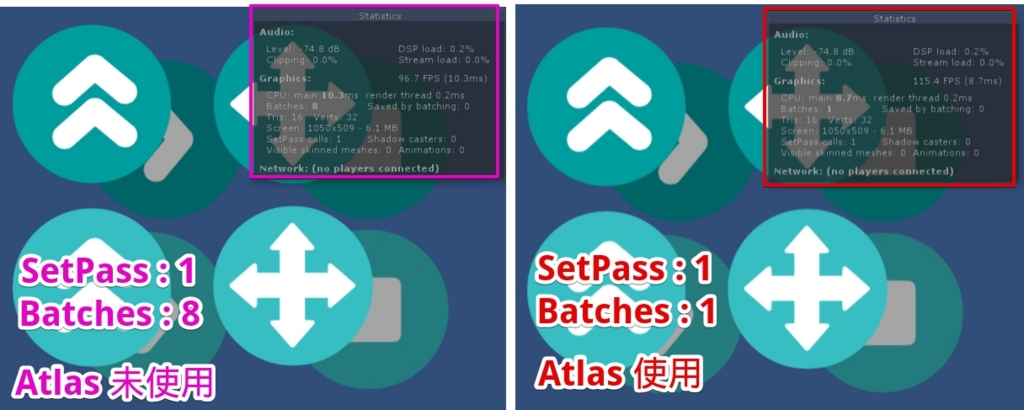 Statistics
Audio:
Level: -74.8 dB DSP load: 0.2%
Clipping: 0.0% Stream load: 0.0%
Graphics: 96.7 FPS (10.3ms)
CPU: main 10.3ms render thread 0.2ms
Batches: 8 Saved by batching: 0
Tris: 16 Verts: 32
Screen: 1050x509 - 6.1 MB
SetPass calls: 1 Shadow casters: 0
Visible skinned meshes: 0 Animations: 0
Network: (no players connected)
SetPass : 1
Batches : 8
Atlas 未使用
Statistics
Audio:
Level: -74.8 dB DSP load: 0.2%
Clipping: 0.0% Stream load: 0.0%
Graphics: 115.4 FPS (8.7ms)
CPU: main 8.7ms render thread 0.2ms
Batches: 1 Saved by batching: 0
Tris: 16 Verts: 32
Screen: 1050x509 - 6.1 MB
SetPass calls: 1 Shadow casters: 0
Visible skinned meshes: 0 Animations: 0
Network: (no players connected)
SetPass : 1
Batches : 1
Atlas 使用